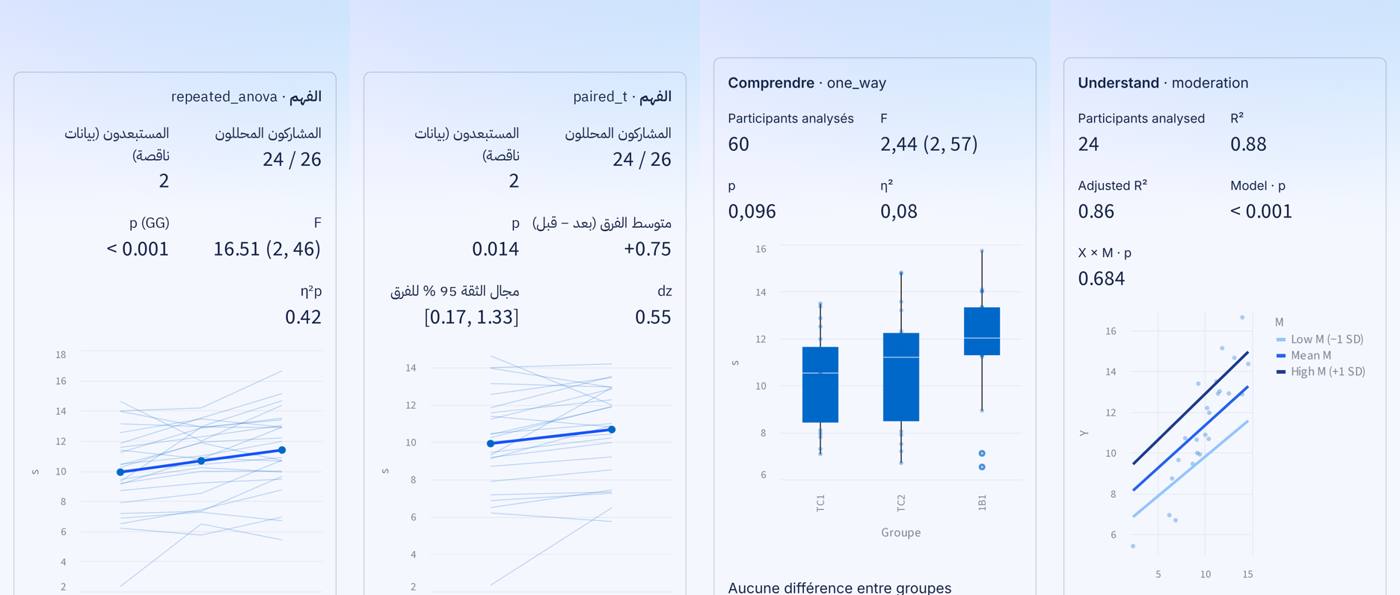 الفهم · repeated_anova
المشاركون المحللون
24 / 26
المستبعدون (بيانات
ناقصة)
2
F
16.51 (2, 46)
p (GG)
< 0.001
η²p
0.42
18
16
14
12
10
8
6
4
2
s
الفهم · paired_t
المشاركون المحللون
24 / 26
المستبعدون (بيانات
ناقصة)
2
متوسط الفرق (بعد − قبل)
+0.75
p
0.014
dz
0.55
مجال الثقة 95 % للفرق
[0.17, 1.33]
14
12
10
8
6
4
2
s
Comprendre · one_way
Participants analysés
60
F
2,44 (2, 57)
p
0,096
η²
0,08
16
14
12
10
8
6
s
TC1
TC2
1B1
Groupe
Aucune différence entre groupes
Understand · moderation
Participants analysed
24
R²
0.88
Adjusted R²
0.86
Model · p
< 0.001
X × M · p
0.684
M
Low M (−1 SD)
Mean M
High M (+1 SD)
16
14
12
10
8
6
Y
5
10
15